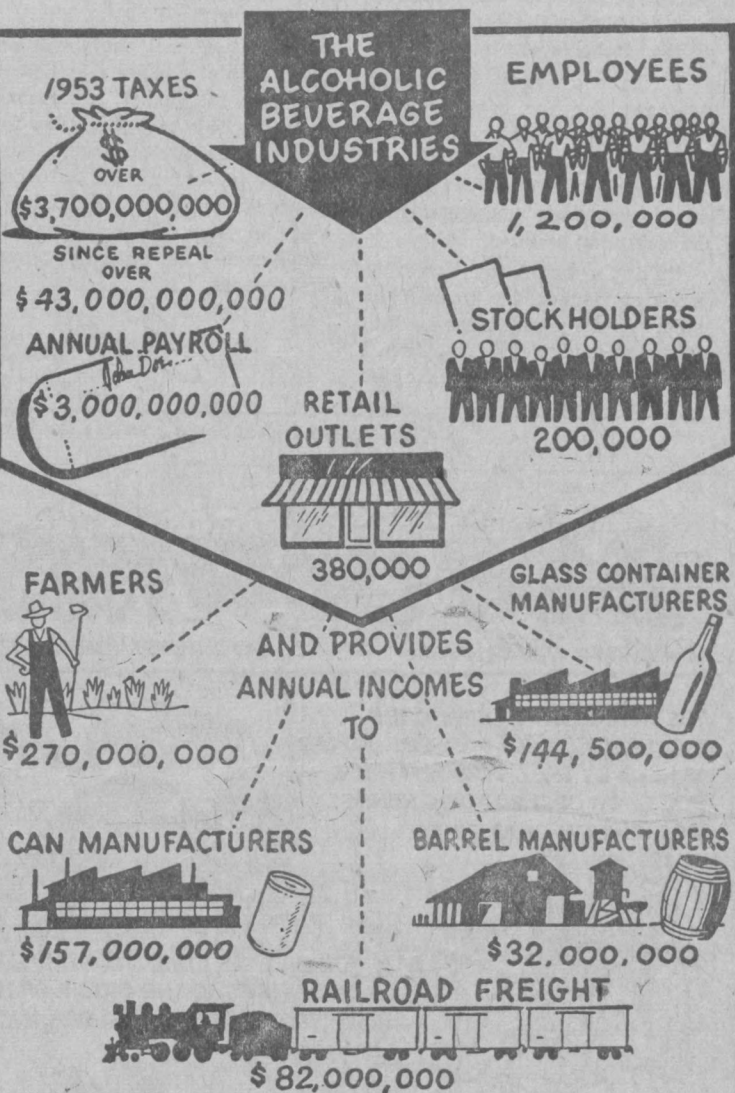 THE
ALCOHOLIC
BEVERAGE
INDUSTRIES
1953 TAXES
$
OVER
$3,700,000,000
SINCE REPEAL
OVER
$43,000,000,000
EMPLOYEES
1,200,000
ANNUAL PAYROLL
John Doe
$3,000,000,000
STOCKHOLDERS
200,000
RETAIL
OUTLETS
380,000
FARMERS
$270,000,000
GLASS CONTAINER
MANUFACTURERS
$144,500,000
AND PROVIDES
ANNUAL INCOMES
TO
CAN MANUFACTURERS
$157,000,000
BARREL MANUFACTURERS
$32,000,000
RAILROAD FREIGHT
$82,000,000